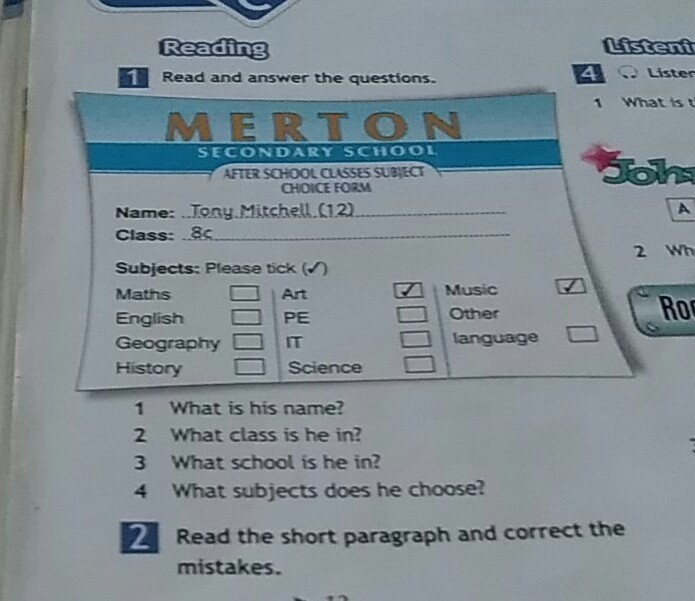 Reading
1 Read and answer the questions.
MERTON
SECONDARY SCHOOL
AFTER SCHOOL CLASSES SUBJECT
CHOICE FORM
Name: Tony Mitchell (12)
Class: 8c
Subjects: Please tick (✓)
Maths
English
Geography
History
Art ✓
PE
IT
Science
Music ✓
Other
language
1 What is his name?
2 What class is he in?
3 What school is he in?
4 What subjects does he choose?
2 Read the short paragraph and correct the
mistakes.
4
1 What is
A
2